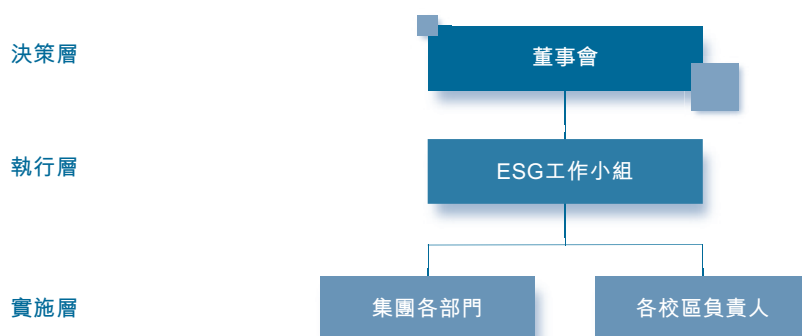 決策層
董事會
執行層
ESG工作小組
實施層
集團各部門
各校區負責人